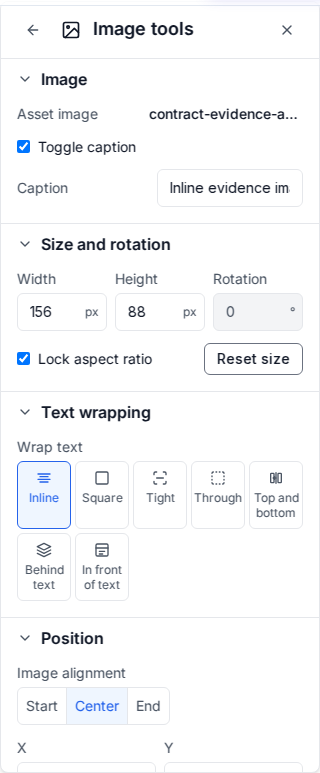 Image tools
Image
Asset image contract-evidence-a...
Toggle caption
Caption Inline evidence im
Size and rotation
Width Height Rotation
156 px 88 px 0 °
Lock aspect ratio Reset size
Text wrapping
Wrap text
Inline Square Tight Through Top and
bottom
Behind In front
text of text
Position
Image alignment
Start Center End
X Y